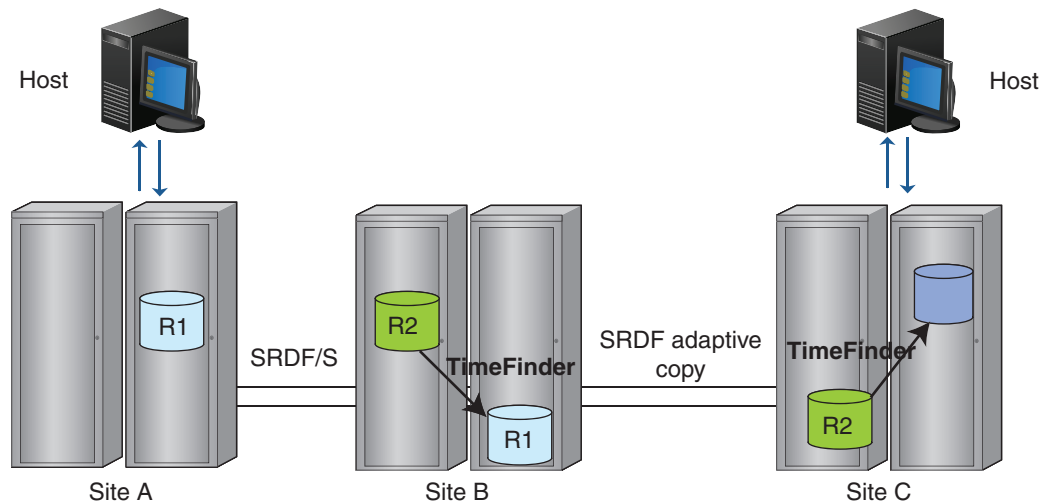 Host
Host
R1
SRDF/S
R2
TimeFinder
R1
SRDF adaptive
copy
TimeFinder
R2
Site A
Site B
Site C